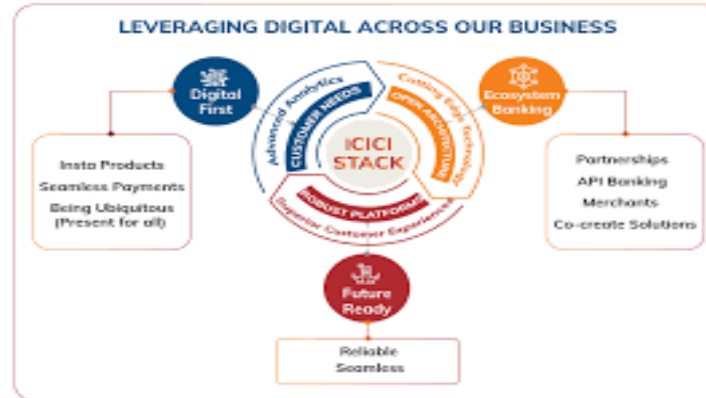 LEVERAGING DIGITAL ACROSS OUR BUSINESS
Digital
First
Insta Products
Seamless Payments
Being Ubiquitous
(Present for all)
Advanced Analytics
CUSTOMER NEEDS
Cutting Edge Technology
OPEN ARCHITECTURE
ICICI
STACK
ROBUST PLATFORMS
Superior Customer Experiences
Ecosystem
Banking
Partnerships
API Banking
Merchants
Co-create Solutions
Future
Ready
Reliable
Seamless